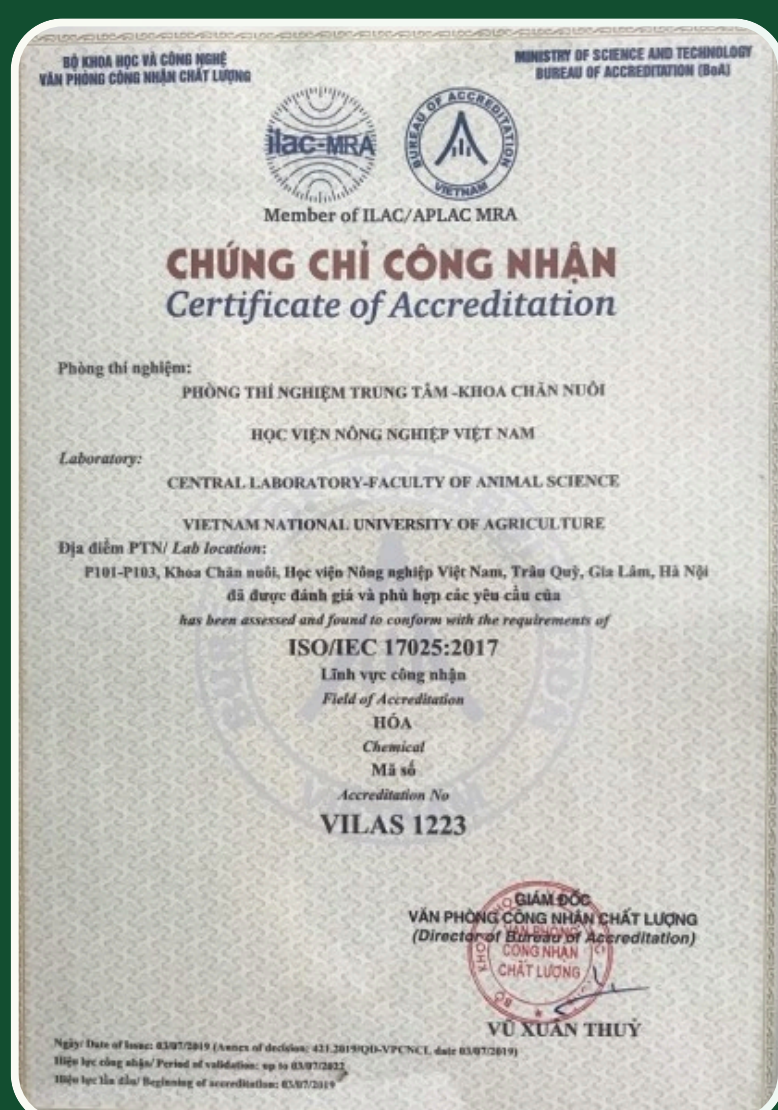 BỘ KHOA HỌC VÀ CÔNG NGHỆ
VĂN PHÒNG CÔNG NHẬN CHẤT LƯỢNG
MINISTRY OF SCIENCE AND TECHNOLOGY
BUREAU OF ACCREDITATION (BoA)
ilac-MRA
BUREAU OF ACCREDITATION
VIETNAM
Member of ILAC/APLAC MRA
CHỨNG CHỈ CÔNG NHẬN
Certificate of Accreditation
Phòng thí nghiệm:
PHÒNG THÍ NGHIỆM TRUNG TÂM -KHOA CHĂN NUÔI
HỌC VIỆN NÔNG NGHIỆP VIỆT NAM
Laboratory:
CENTRAL LABORATORY-FACULTY OF ANIMAL SCIENCE
VIETNAM NATIONAL UNIVERSITY OF AGRICULTURE
Địa điểm PTN/ Lab location:
P101-P103, Khoa Chăn nuôi, Học viện Nông nghiệp Việt Nam, Trâu Quỳ, Gia Lâm, Hà Nội
đã được đánh giá và phù hợp các yêu cầu của
has been assessed and found to conform with the requirements of
ISO/IEC 17025:2017
Lĩnh vực công nhận
Field of Accreditation
HÓA
Chemical
Mã số
Accreditation No
VILAS 1223
GIÁM ĐỐC
VĂN PHÒNG CÔNG NHẬN CHẤT LƯỢNG
(Director of Bureau of Accreditation)
VĂN PHÒNG
CÔNG NHẬN
CHẤT LƯỢNG
VŨ XUÂN THUỶ
Ngày/ Date of Issue: 03/07/2019 (Annex of decision: 421.2019/QĐ-VPCNCL date 03/07/2019)
Hiệu lực công nhận/ Period of validation: up to 03/07/2022
Hiệu lực lần đầu/ Beginning of accreditation: 03/07/2019